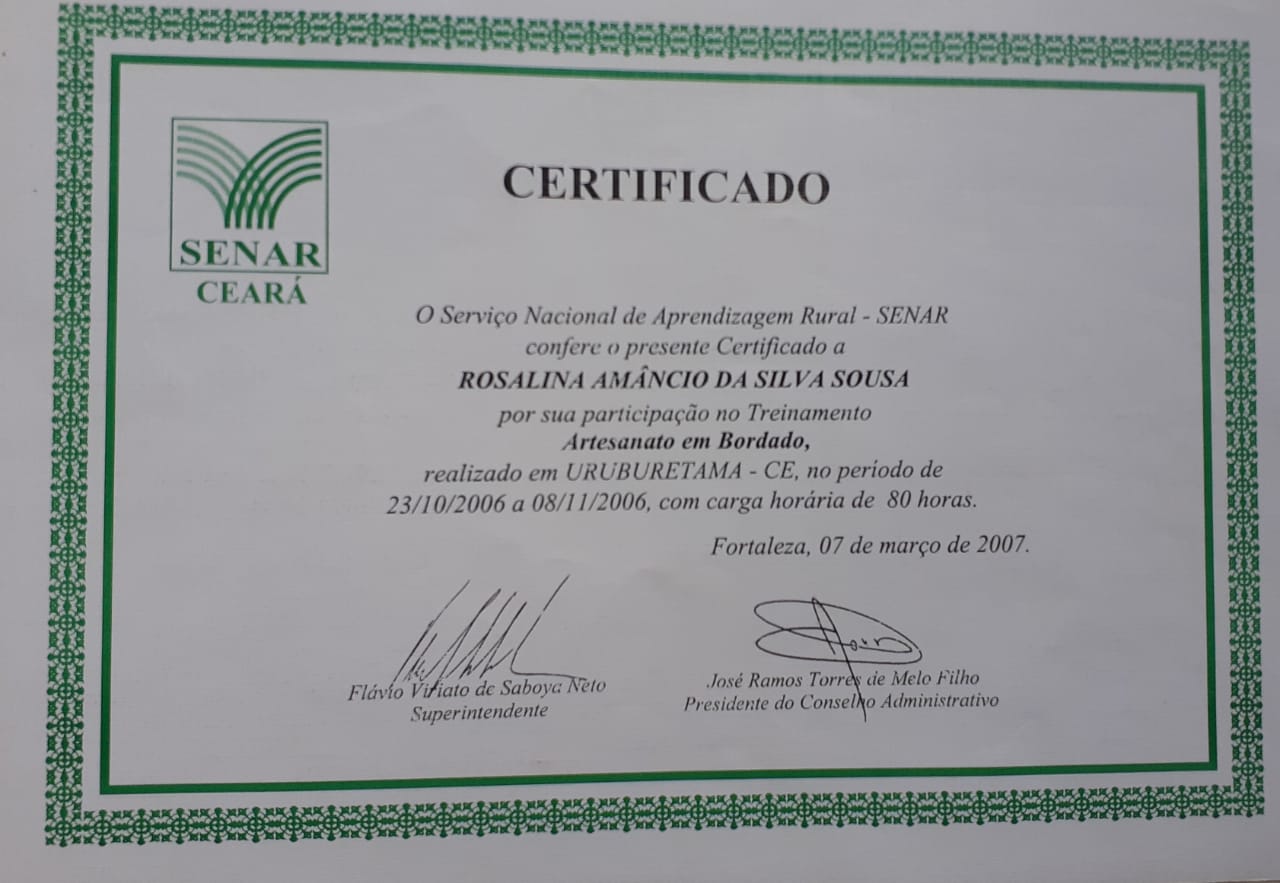 SENAR
CEARÁ
CERTIFICADO
O Serviço Nacional de Aprendizagem Rural - SENAR
confere o presente Certificado a
ROSALINA AMÂNCIO DA SILVA SOUSA
por sua participação no Treinamento
Artesanato em Bordado,
realizado em URUBURETAMA - CE, no período de
23/10/2006 a 08/11/2006, com carga horária de 80 horas.
Fortaleza, 07 de março de 2007.
Flávio Viriato de Saboya Neto
Superintendente
José Ramos Torres de Melo Filho
Presidente do Conselho Administrativo